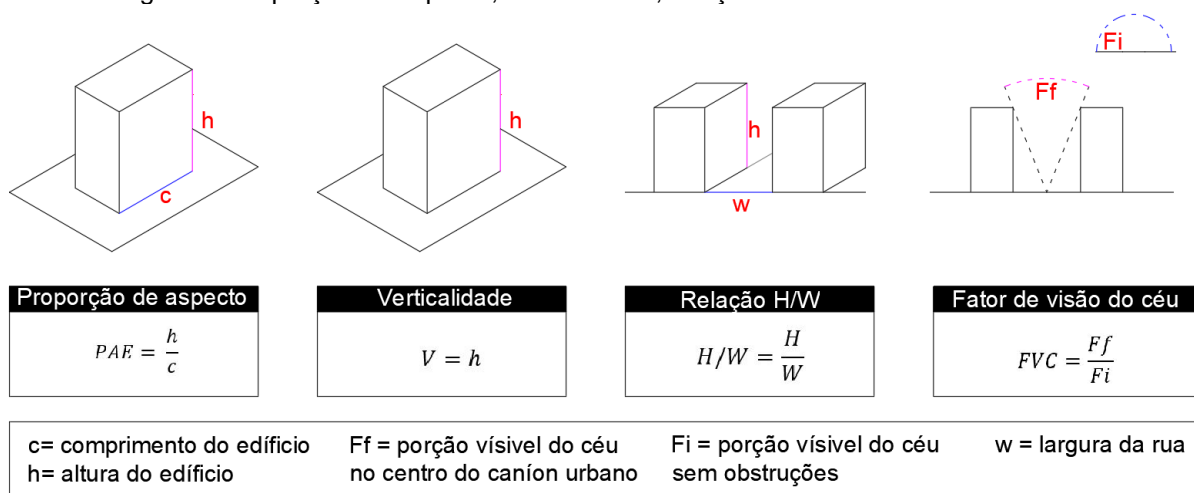 Fi
h
c
h
h
w
Ff
Proporção de aspecto
PAE = h/c
Verticalidade
V = h
Relação H/W
H/W = H/W
Fator de visão do céu
FVC = Ff/Fi
c= comprimento do edíficio
h= altura do edíficio
Ff = porção vísivel do céu
no centro do caníon urbano
Fi = porção vísivel do céu
sem obstruções
w = largura da rua